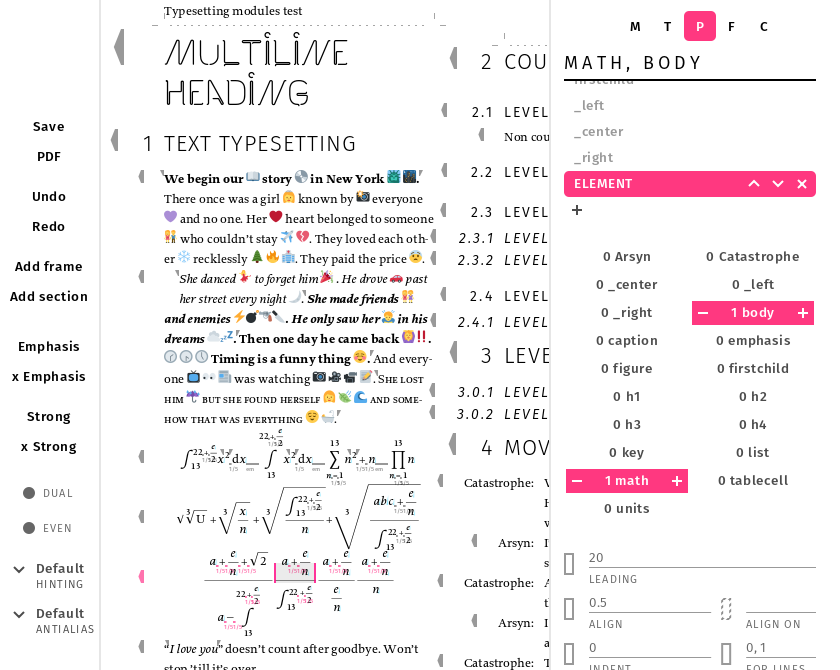 Save
PDF
Undo
Redo
Add frame
Add section
Emphasis
x Emphasis
Strong
x Strong
DUAL
EVEN
Default
HINTING
Default
ANTIALIAS
Typesetting modules test
MULTILINE
HEADING
1 TEXT TYPESETTING
We begin our 📖 story 💿 in New York 🗽 🌃.
There once was a girl 👩 known by 📸 everyone
💜 and no one. Her ❤️ heart belonged to someone
👫 who couldn't stay ✈️ 💔. They loved each oth-
er ❄️ recklessly 🌲 🔥 🏩. They paid the price 😨.
She danced 💃 to forget him 🎉. He drove 🚗 past
her street every night 🌙. She made friends 👭
and enemies ⚡ 💣 🔫 🔪. He only saw her 🙇 in his
dreams 💭 💤. Then one day he came back 🙆 ‼️.
🕝 🕞 🕓 Timing is a funny thing 😊. And every-
one 📺 👀 📰 was watching 📷 🎥 📹 📝. She lost
him ☔ but she found herself 👩 🍃 🌊 and some-
how that was everything 😌 🛀.
"I love you" doesn't count after goodbye. Won't
stop 'till it's over
2 COU
2.1 LEVEL
Non cou
2.2 LEVEL
2.3 LEVEL
2.3.1 LEVEL
2.3.2 LEVEL
2.4 LEVEL
2.4.1 LEVEL
3 LEVE
3.0.1 LEVEL
3.0.2 LEVEL
4 MOV
Catastrophe:
Arsyn:
Catastrophe:
Arsyn:
Catastrophe:
M T P F C
MATH, BODY
firstchild
_left
_center
_right
ELEMENT
+
0 Arsyn 0 Catastrophe
0 _center 0 _left
0 _right − 1 body +
0 caption 0 emphasis
0 figure 0 firstchild
0 h1 0 h2
0 h3 0 h4
0 key 0 list
− 1 math + 0 tablecell
0 units
20
LEADING
0.5
ALIGN ALIGN ON
0 0, 1
INDENT FOR LINES